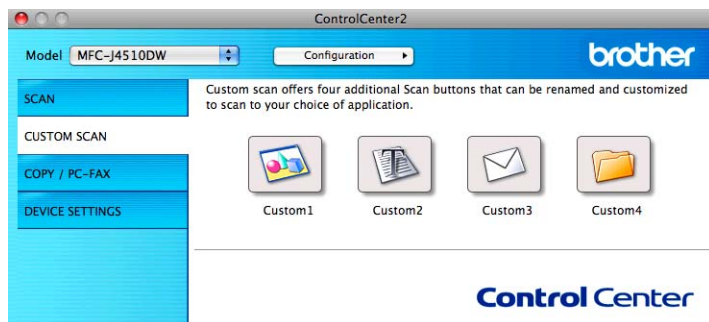 ControlCenter2
Model MFC-J4510DW Configuration brother
SCAN
CUSTOM SCAN
COPY / PC-FAX
DEVICE SETTINGS
Custom scan offers four additional Scan buttons that can be renamed and customized
to scan to your choice of application.
Custom1 Custom2 Custom3 Custom4
Control Center